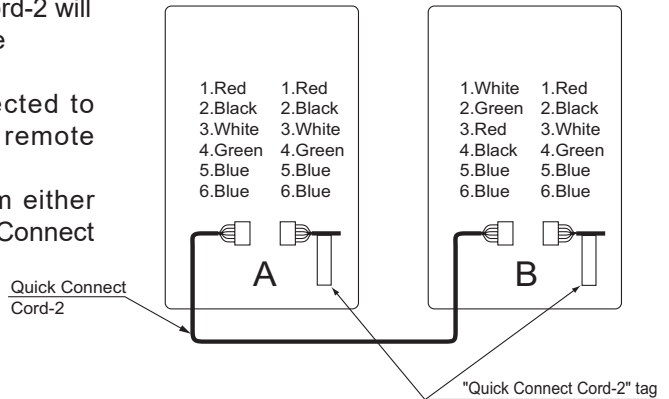 ord-2 will
e
ected to
remote
m either
Connect
1.Red 1.Red
2.Black 2.Black
3.White 3.White
4.Green 4.Green
5.Blue 5.Blue
6.Blue 6.Blue
A
1.White 1.Red
2.Green 2.Black
3.Red 3.White
4.Black 4.Green
5.Blue 5.Blue
6.Blue 6.Blue
B
Quick Connect
Cord-2
"Quick Connect Cord-2" tag